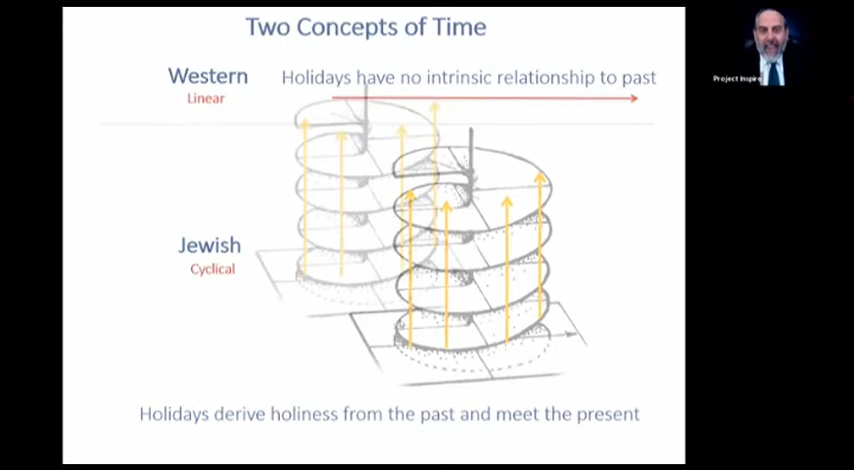 Two Concepts of Time
Western
Holidays have no intrinsic relationship to past
Linear
Jewish
Cyclical
Holidays derive holiness from the past and meet the present
Project Inspire